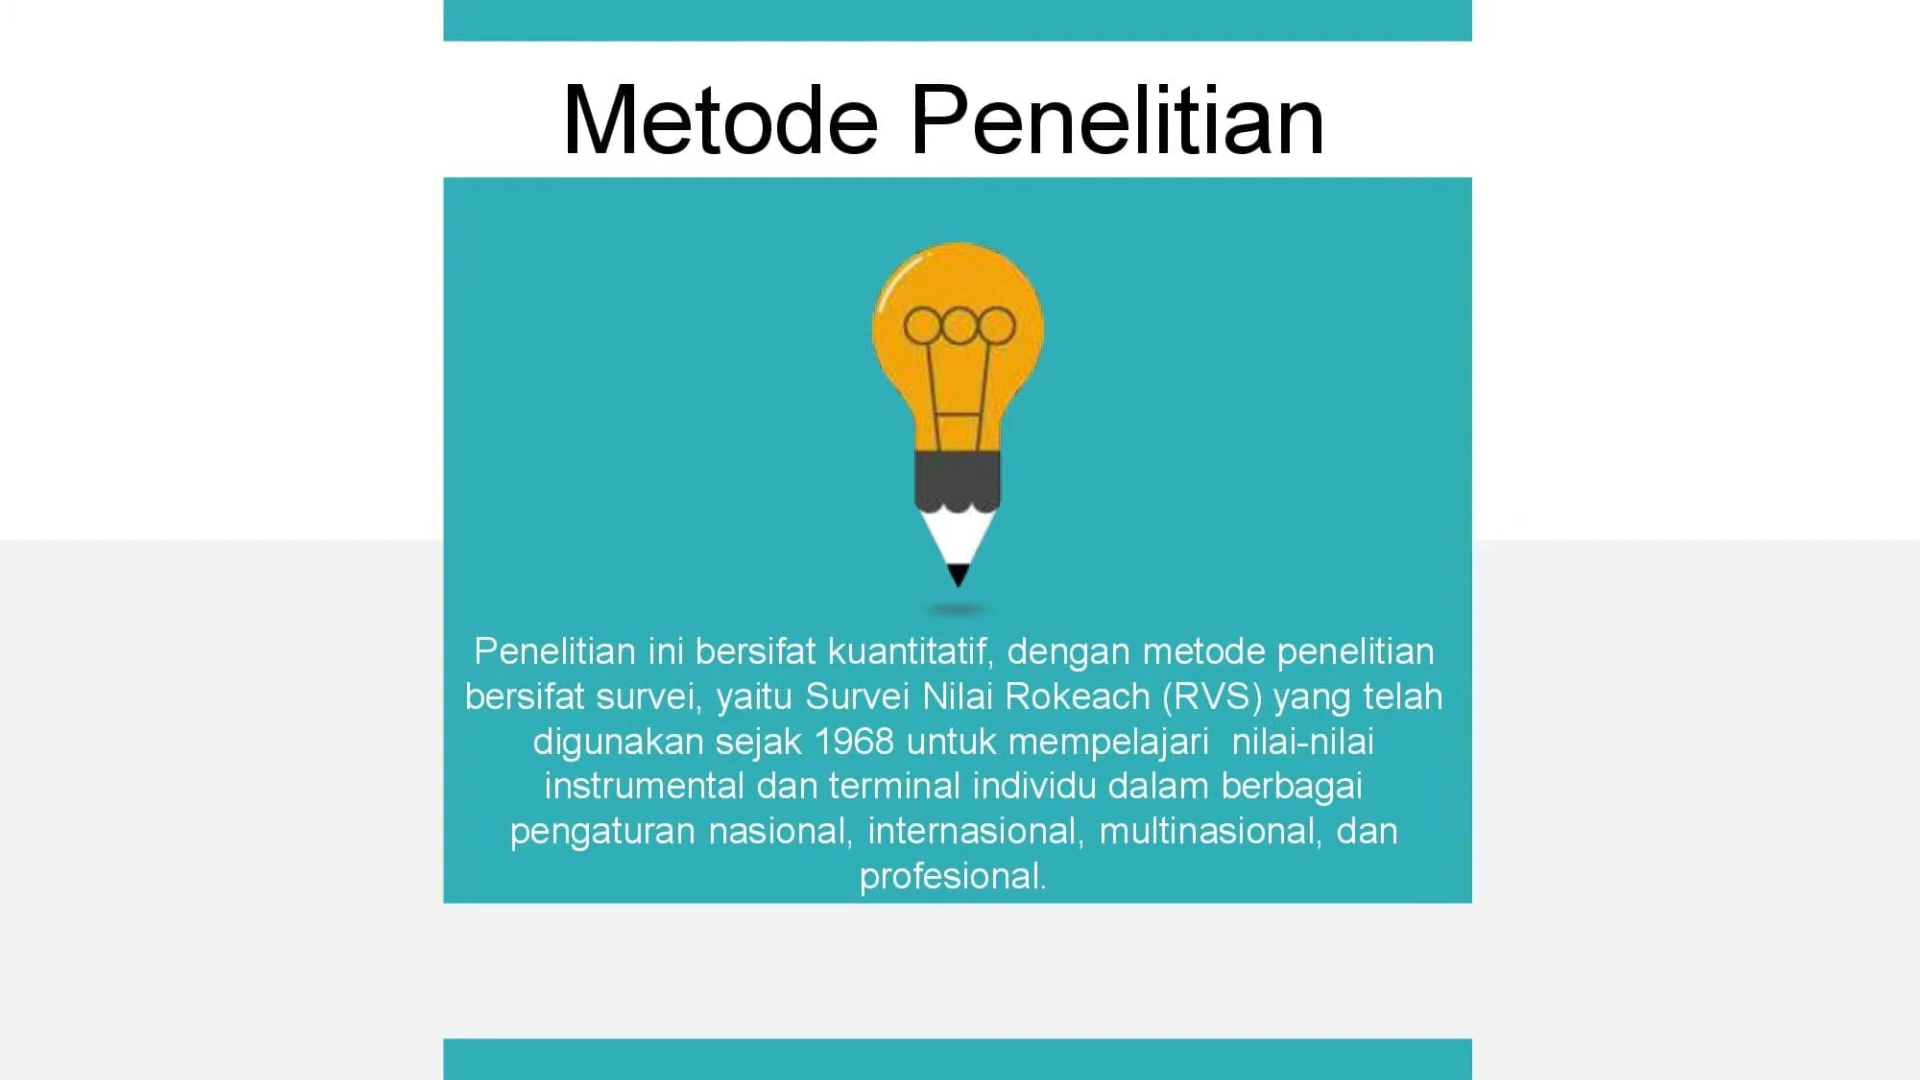 Metode Penelitian
Penelitian ini bersifat kuantitatif, dengan metode penelitian
bersifat survei, yaitu Survei Nilai Rokeach (RVS) yang telah
digunakan sejak 1968 untuk mempelajari  nilai-nilai
instrumental dan terminal individu dalam berbagai
pengaturan nasional, internasional, multinasional, dan
profesional.